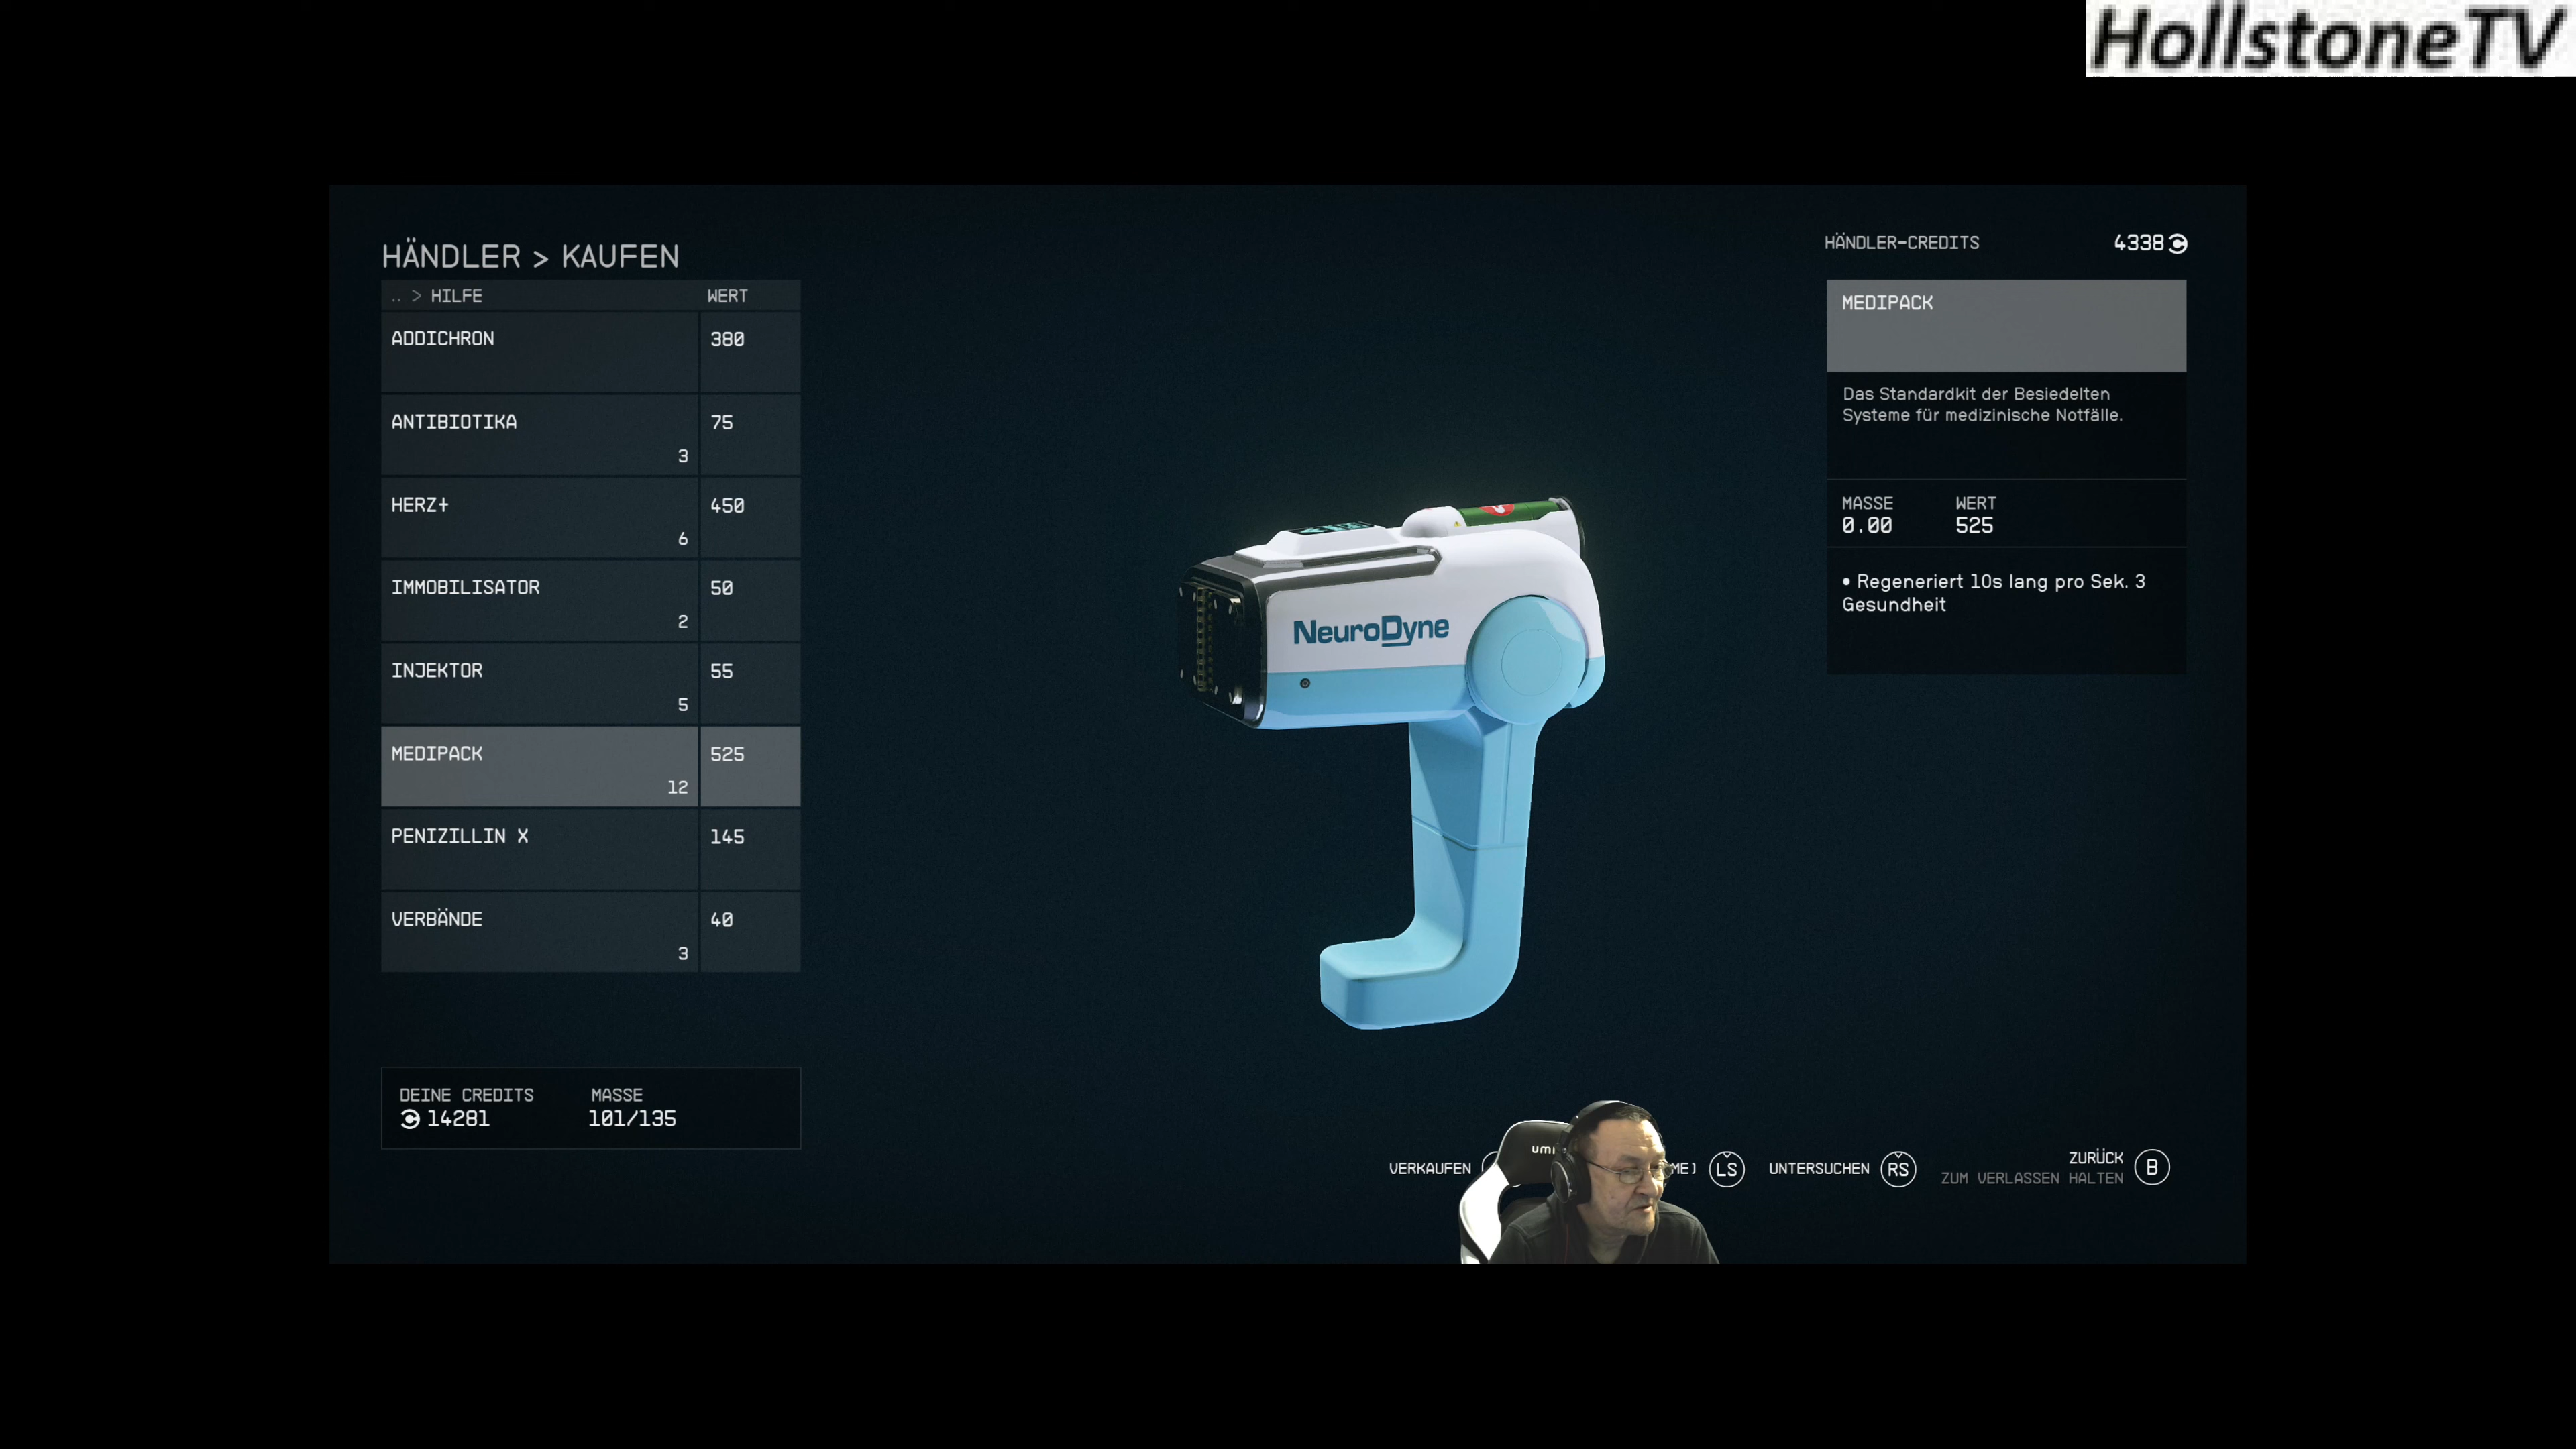 HollstoneTV
HÄNDLER > KAUFEN
.. > HILFE WERT
ADDICHRON 380
ANTIBIOTIKA 75
3
HERZ+ 450
6
IMMOBILISATOR 50
2
INJEKTOR 55
5
MEDIPACK 525
12
PENIZILLIN X 145
VERBÄNDE 40
3
DEINE CREDITS MASSE
14281 101/135
NeuroDyne
HÄNDLER-CREDITS 4338
MEDIPACK
Das Standardkit der Besiedelten
Systeme für medizinische Notfälle.
MASSE WERT
0.00 525
• Regeneriert 10s lang pro Sek. 3
Gesundheit
umi
VERKAUFEN ME) LS UNTERSUCHEN RS
ZURÜCK B
ZUM VERLASSEN HALTEN